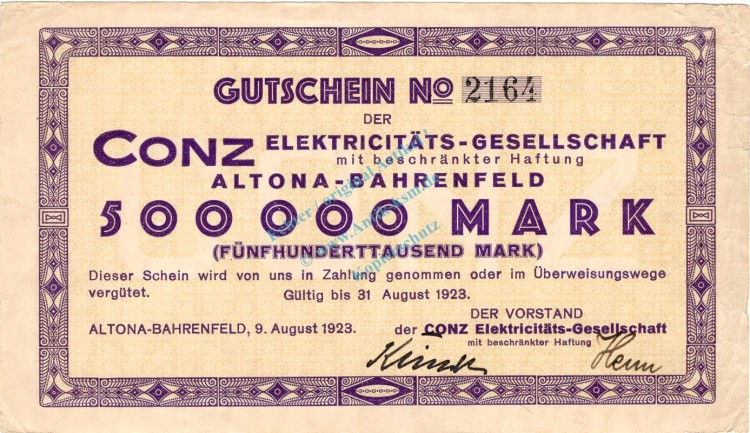 GUTSCHEIN NO 2164
DER
CONZ ELEKTRICITÄTS-GESELLSCHAFT
mit beschränkter Haftung
ALTONA-BAHRENFELD
500 000 MARK
(FÜNFHUNDERTTAUSEND MARK)
Dieser Schein wird von uns in Zahlung genommen oder im Überweisungswege
vergütet. Gültig bis 31 August 1923.
DER VORSTAND
ALTONA-BAHRENFELD, 9. August 1923. der CONZ Elektricitäts-Gesellschaft
mit beschränkter Haftung